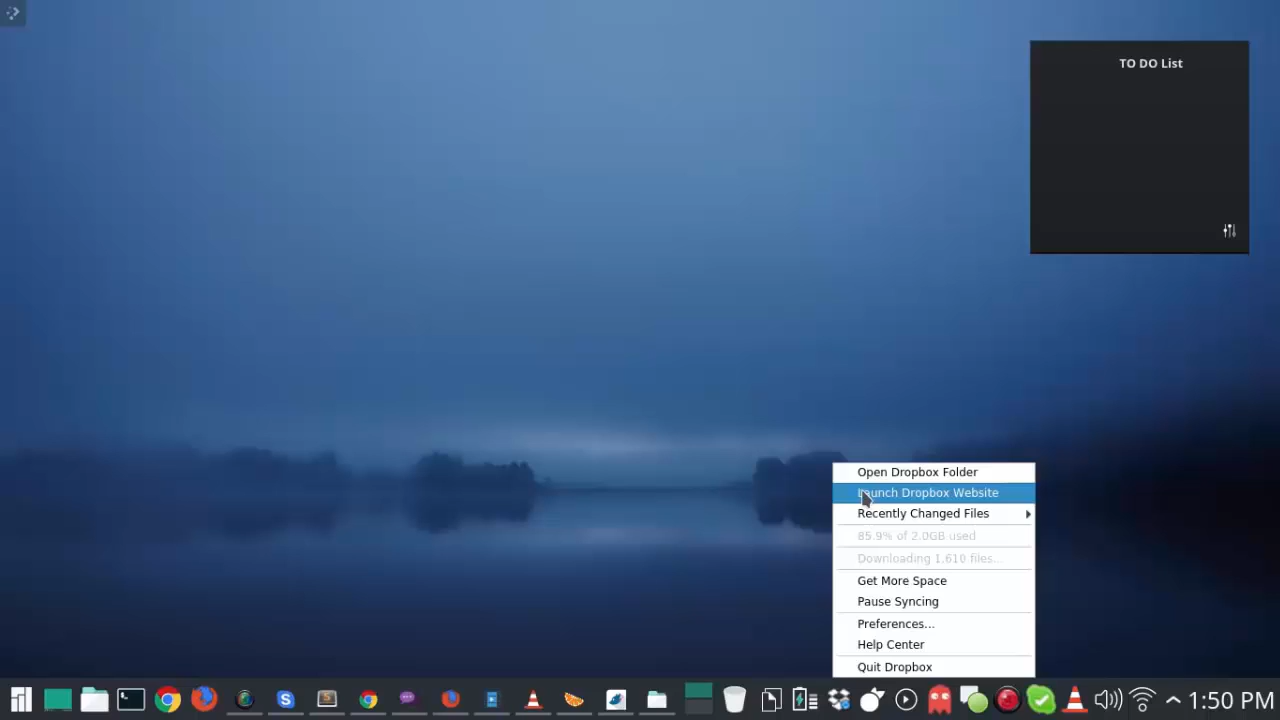 TO DO List
Open Dropbox Folder
Launch Dropbox Website
Recently Changed Files
85.9% of 2.0GB used
Downloading 1,610 files...
Get More Space
Pause Syncing
Preferences...
Help Center
Quit Dropbox
1:50 PM